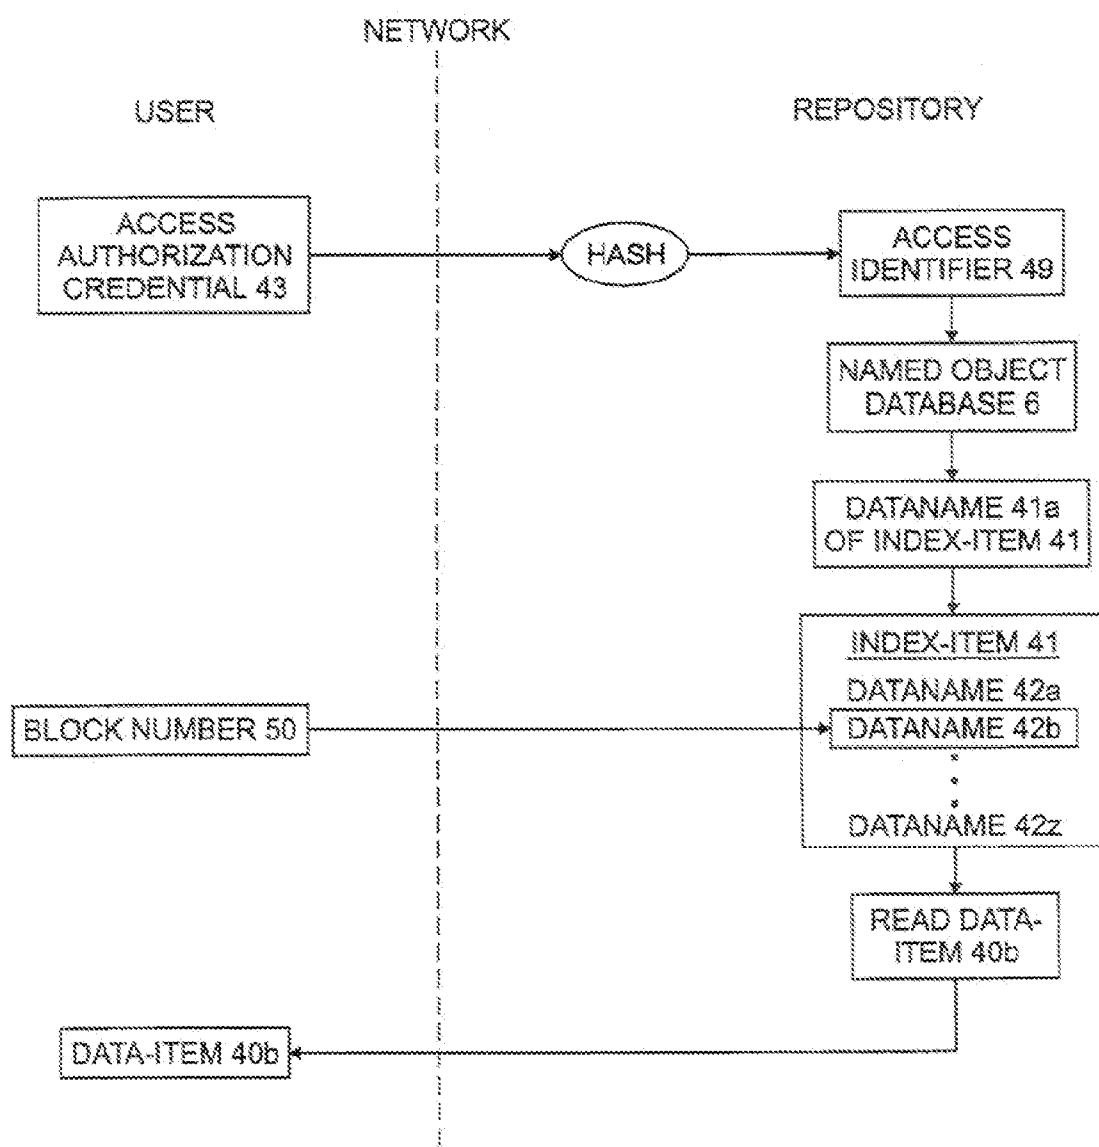 NETWORK
USER
REPOSITORY
ACCESS
AUTHORIZATION
CREDENTIAL 43
HASH
ACCESS
IDENTIFIER 49
NAMED OBJECT
DATABASE 6
DATANAME 41a
OF INDEX-ITEM 41
INDEX-ITEM 41
DATANAME 42a
BLOCK NUMBER 50
DATANAME 42b
DATANAME 42z
READ DATA-
ITEM 40b
DATA-ITEM 40b